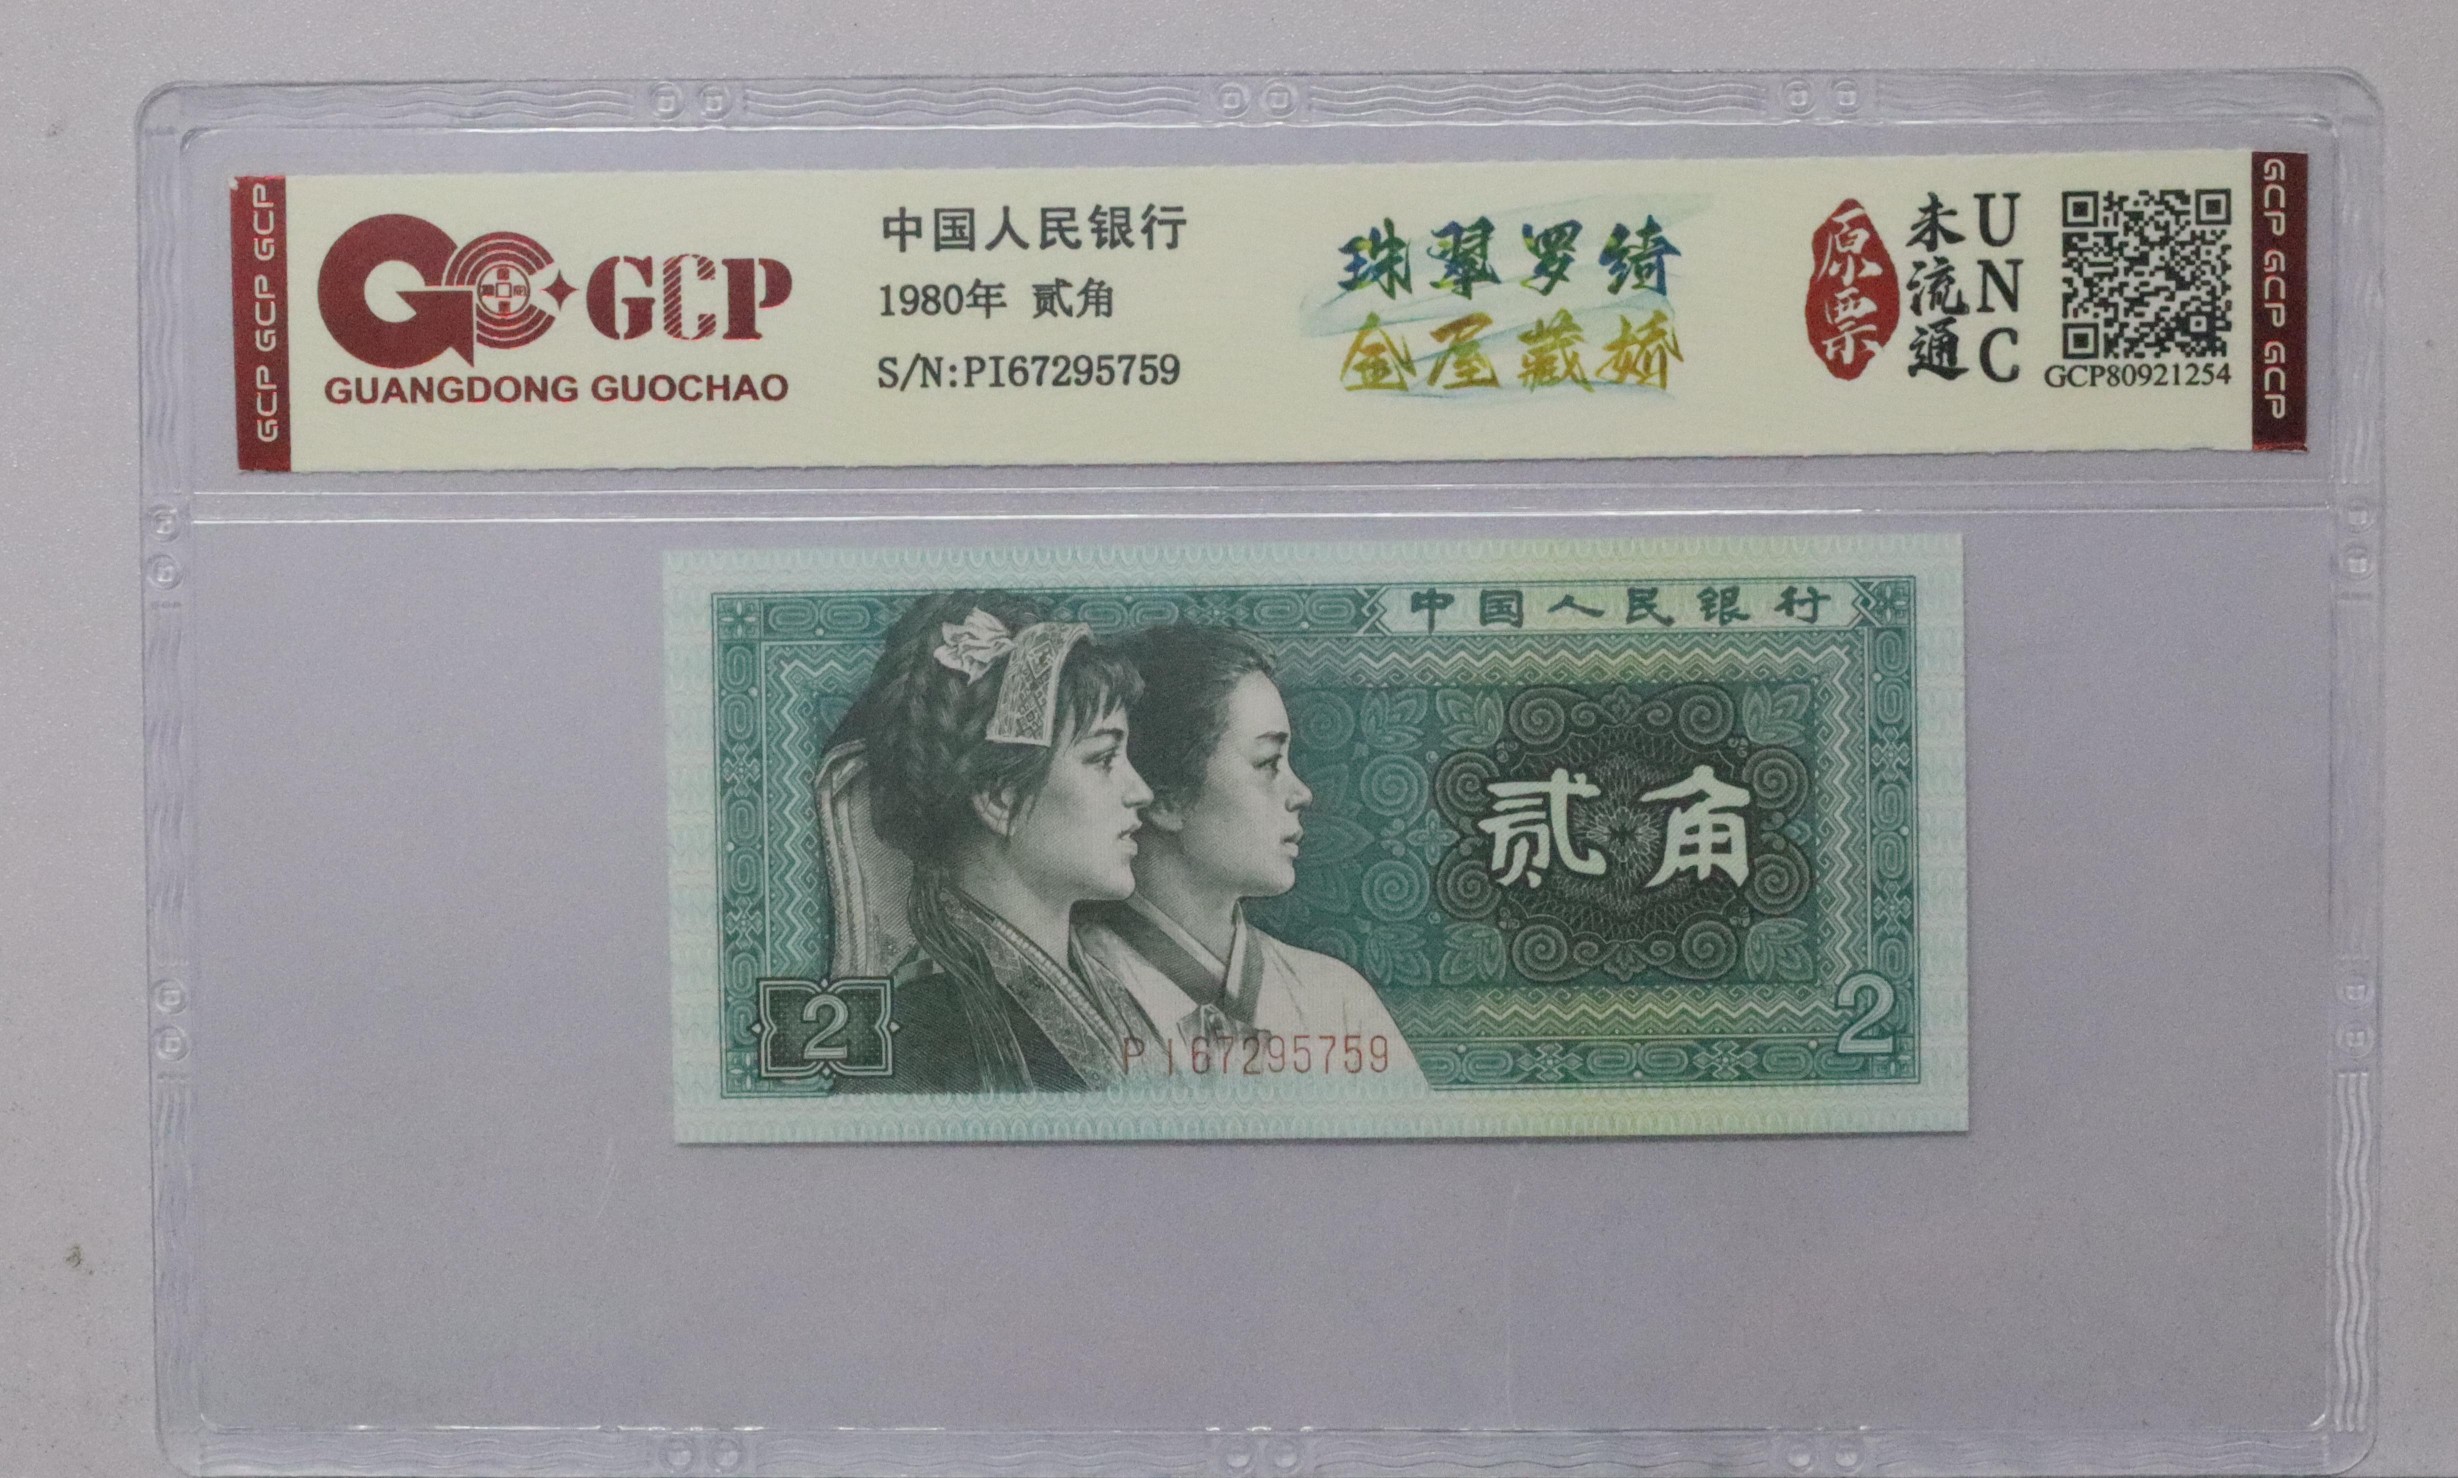 GCP GCP GCP
GCP
GUANGDONG GUOCHAO
中国人民银行
1980年 贰角
S/N:PI67295759
珠翠罗绮
金屋藏娇
原票
未流通
UNC
GCP80921254
GCP GCP GCP
中国人民银行
贰角
2
PI67295759
2